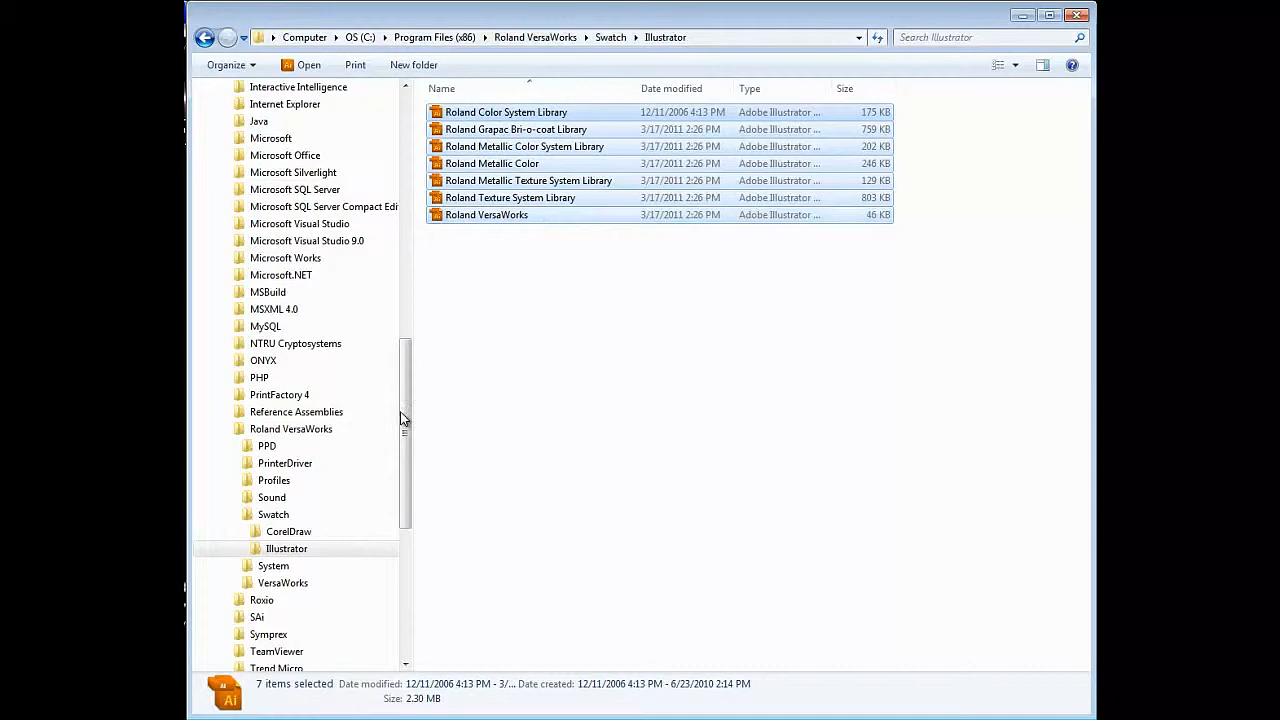 Computer OS (C:) Program Files (x86) Roland VersaWorks Swatch Illustrator
Search Illustrator
Organize Open Print New folder
Interactive Intelligence
Internet Explorer
Java
Microsoft
Microsoft Office
Microsoft Silverlight
Microsoft SQL Server
Microsoft SQL Server Compact Edi
Microsoft Visual Studio
Microsoft Visual Studio 9.0
Microsoft Works
Microsoft.NET
MSBuild
MSXML 4.0
MySQL
NTRU Cryptosystems
ONYX
PHP
PrintFactory 4
Reference Assemblies
Roland VersaWorks
PPD
PrinterDriver
Profiles
Sound
Swatch
CorelDraw
Illustrator
System
VersaWorks
Roxio
SAi
Symprex
TeamViewer
Trend Micro
Name Date modified Type Size
Roland Color System Library 12/11/2006 4:13 PM Adobe Illustrator ... 175 KB
Roland Grapac Bri-o-coat Library 3/17/2011 2:26 PM Adobe Illustrator ... 759 KB
Roland Metallic Color System Library 3/17/2011 2:26 PM Adobe Illustrator ... 202 KB
Roland Metallic Color 3/17/2011 2:26 PM Adobe Illustrator ... 246 KB
Roland Metallic Texture System Library 3/17/2011 2:26 PM Adobe Illustrator ... 129 KB
Roland Texture System Library 3/17/2011 2:26 PM Adobe Illustrator ... 803 KB
Roland VersaWorks 3/17/2011 2:26 PM Adobe Illustrator ... 46 KB
Ai
7 items selected Date modified: 12/11/2006 4:13 PM - 3/... Date created: 12/11/2006 4:13 PM - 6/23/2010 2:14 PM
Size: 2.30 MB